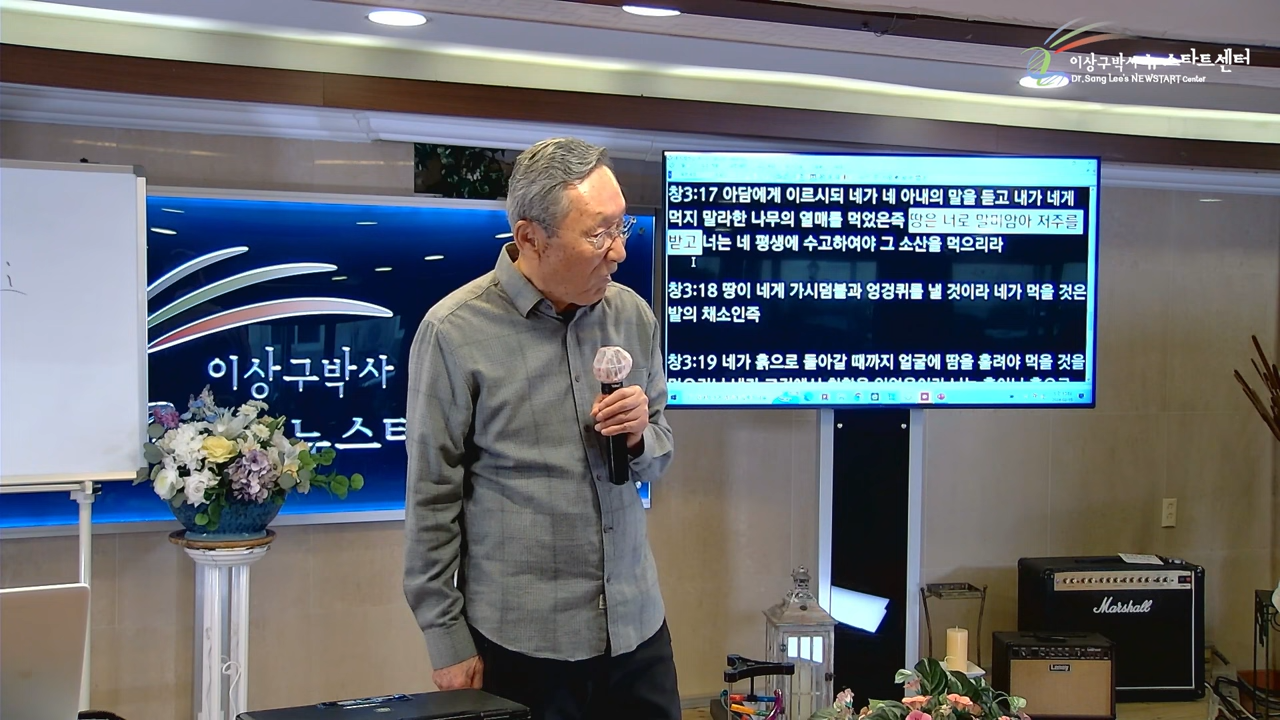 이상구박사 뉴스타트센터
Dr. Sang Lee's NEWSTART Center
창3:17 아담에게 이르시되 네가 네 아내의 말을 듣고 내가 네게
먹지 말라한 나무의 열매를 먹었은즉 땅은 너로 말미암아 저주를
받고 너는 네 평생에 수고하여야 그 소산을 먹으리라
창3:18 땅이 네게 가시덤불과 엉겅퀴를 낼 것이라 네가 먹을 것은
밭의 채소인즉
창3:19 네가 흙으로 돌아갈 때까지 얼굴에 땀을 흘려야 먹을 것을
이상구박사
뉴스타
Marshall
Laney